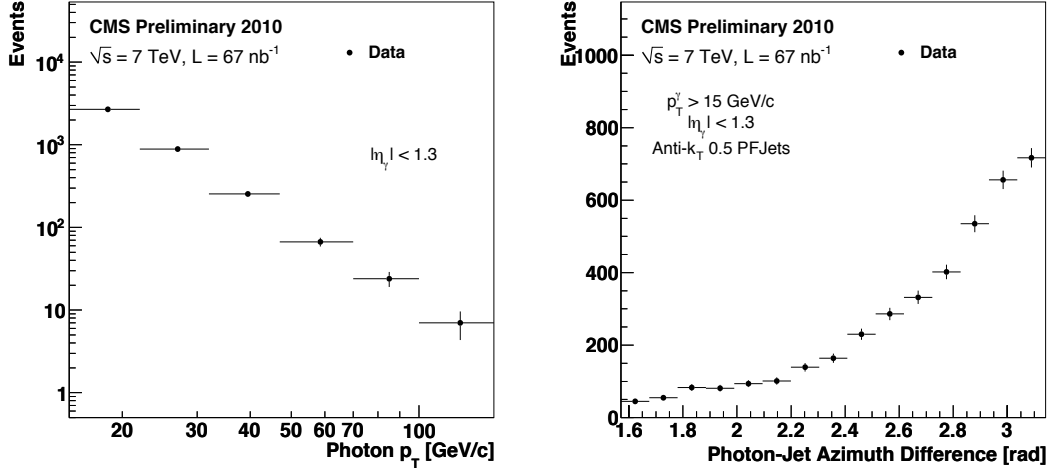 CMS Preliminary 2010
√s = 7 TeV, L = 67 nb⁻¹
Data
|η_γ| < 1.3
Events
10⁴
10³
10²
10
1
20 30 40 50 60 70 100
Photon p_T [GeV/c]
CMS Preliminary 2010
√s = 7 TeV, L = 67 nb⁻¹
Data
p_T^γ > 15 GeV/c
|η_γ| < 1.3
Anti-k_T 0.5 PFJets
Events
1000
800
600
400
200
0
1.6 1.8 2 2.2 2.4 2.6 2.8 3
Photon-Jet Azimuth Difference [rad]